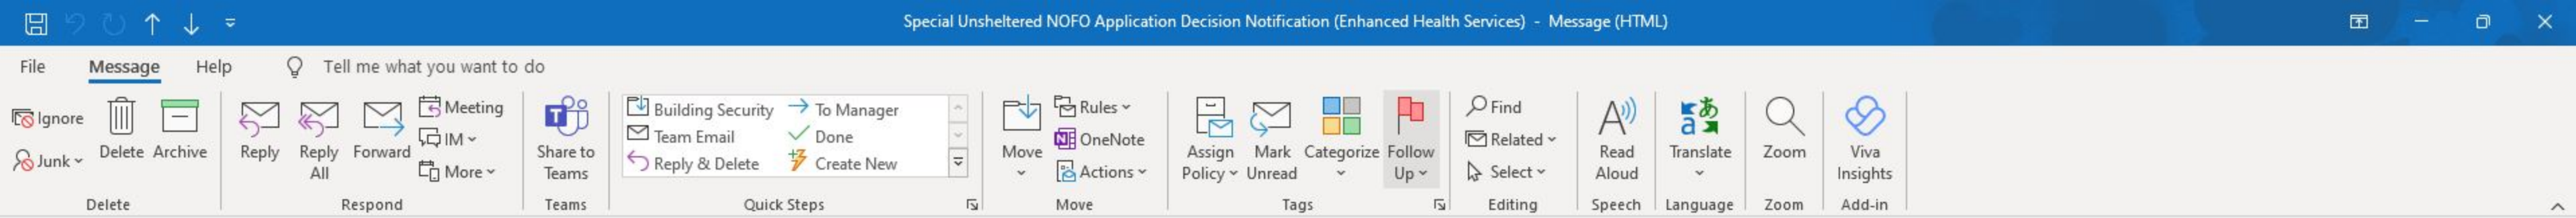 Special Unsheltered NOFO Application Decision Notification (Enhanced Health Services) - Message (HTML)
File Message Help Tell me what you want to do
Ignore
Junk
Delete
Archive
Delete
Reply
Reply All
Forward
Meeting
IM
More
Respond
Share to Teams
Teams
Building Security
To Manager
Team Email
Done
Reply & Delete
Create New
Quick Steps
Move
Rules
OneNote
Actions
Move
Assign Policy
Mark Unread
Categorize
Follow Up
Tags
Find
Related
Select
Editing
Read Aloud
Speech
Translate
Language
Zoom
Zoom
Viva Insights
Add-in